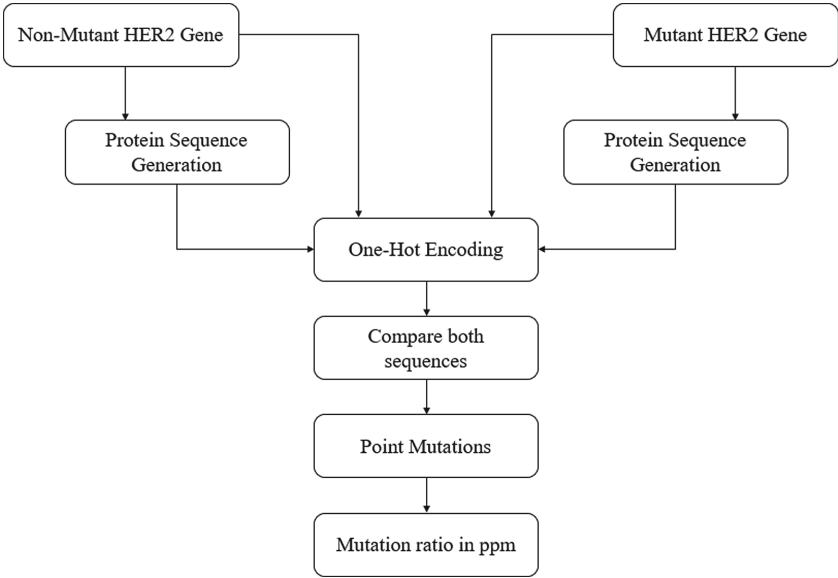 Non-Mutant HER2 Gene
Mutant HER2 Gene
Protein Sequence
Generation
Protein Sequence
Generation
One-Hot Encoding
Compare both
sequences
Point Mutations
Mutation ratio in ppm